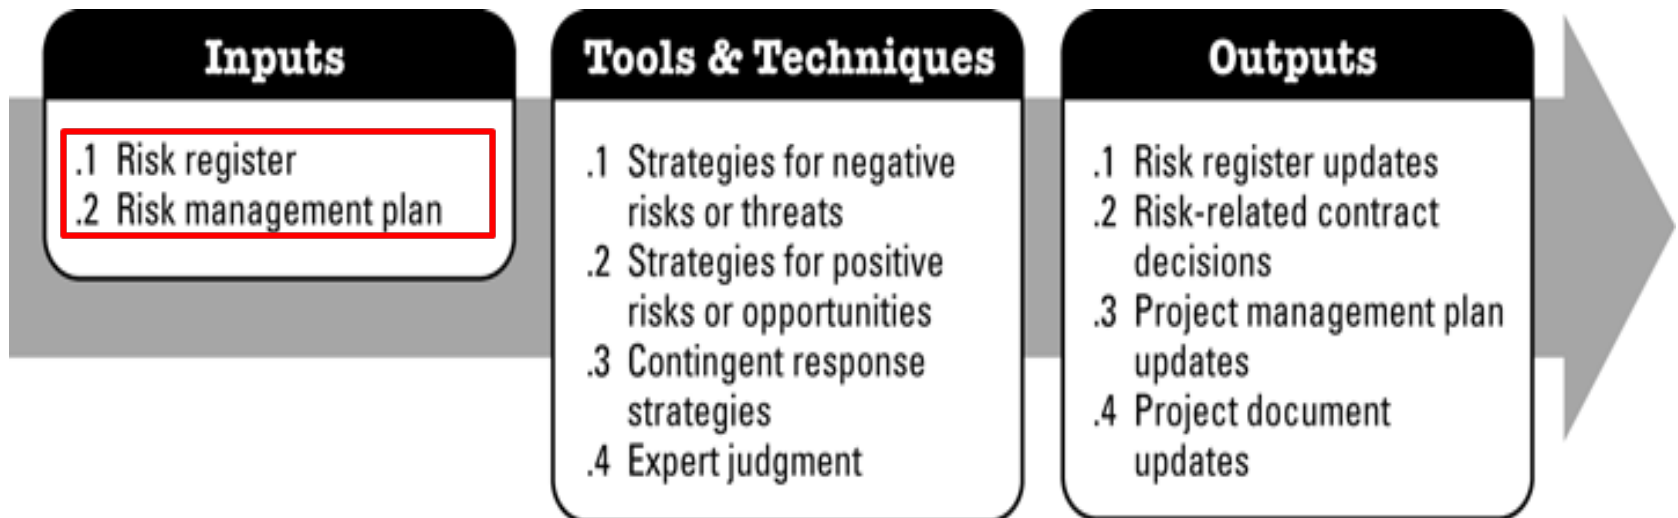 Inputs
.1 Risk register
.2 Risk management plan
Tools & Techniques
.1 Strategies for negative
risks or threats
.2 Strategies for positive
risks or opportunities
.3 Contingent response
strategies
.4 Expert judgment
Outputs
.1 Risk register updates
.2 Risk-related contract
decisions
.3 Project management plan
updates
.4 Project document
updates